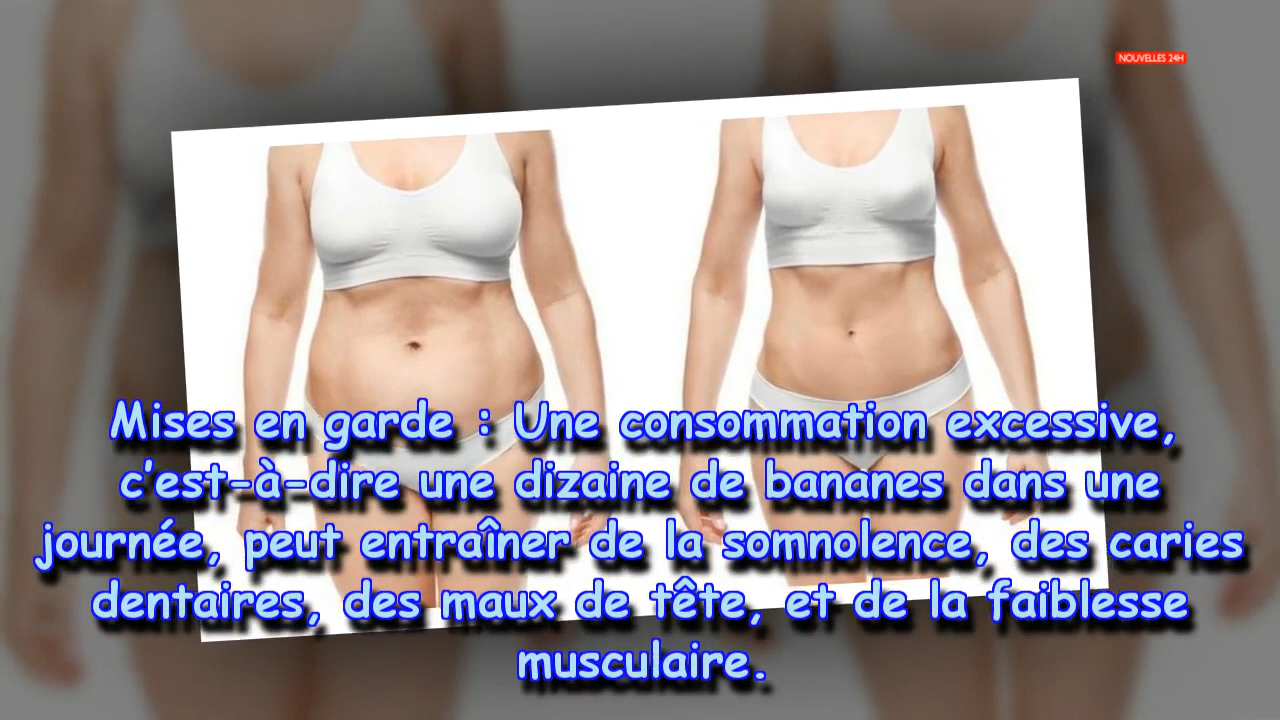 NOUVELLES 24H
Mises en garde : Une consommation excessive,
c'est-à-dire une dizaine de bananes dans une
journée, peut entraîner de la somnolence, des caries
dentaires, des maux de tête, et de la faiblesse
musculaire.